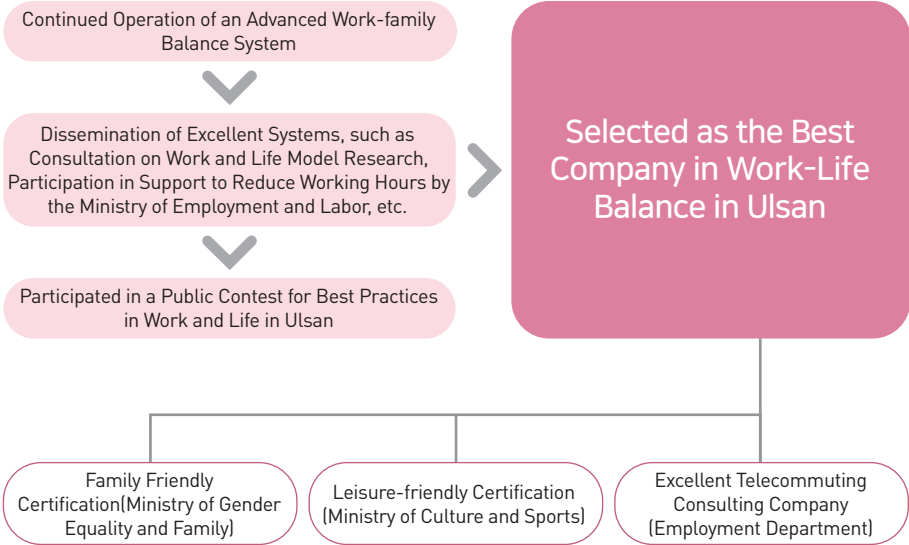 Continued Operation of an Advanced Work-family
Balance System
Dissemination of Excellent Systems, such as
Consultation on Work and Life Model Research,
Participation in Support to Reduce Working Hours by
the Ministry of Employment and Labor, etc.
Participated in a Public Contest for Best Practices
in Work and Life in Ulsan
Selected as the Best
Company in Work-Life
Balance in Ulsan
Family Friendly
Certification(Ministry of Gender
Equality and Family)
Leisure-friendly Certification
(Ministry of Culture and Sports)
Excellent Telecommuting
Consulting Company
(Employment Department)